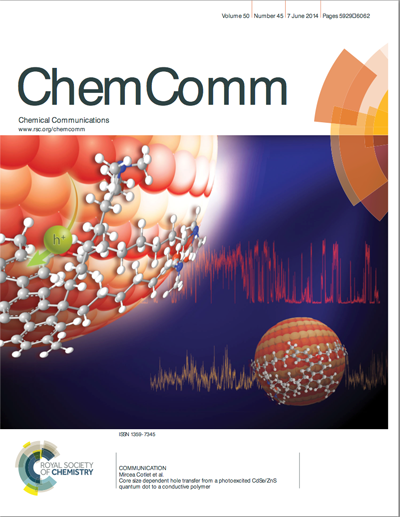 Volume 50 | Number 45 | 7 June 2014 | Pages 5929Ð6062
ChemComm
Chemical Communications
www.rsc.org/chemcomm
h+
ISSN 1359-7345
ROYAL SOCIETY
OF CHEMISTRY
COMMUNICATION
Mircea Cotlet et al.
Core size dependent hole transfer from a photoexcited CdSe/ZnS
quantum dot to a conductive polymer